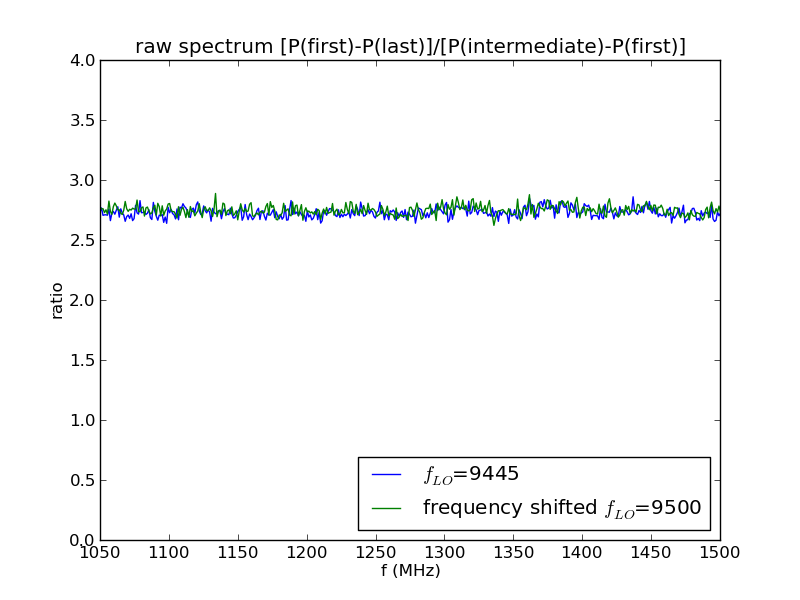 raw spectrum [P(first)-P(last)]/[P(intermediate)-P(first)]
4.0
3.5
3.0
2.5
2.0
1.5
1.0
0.5
0.0
ratio
f_{LO}=9445
frequency shifted f_{LO}=9500
1050 1100 1150 1200 1250 1300 1350 1400 1450 1500
f (MHz)